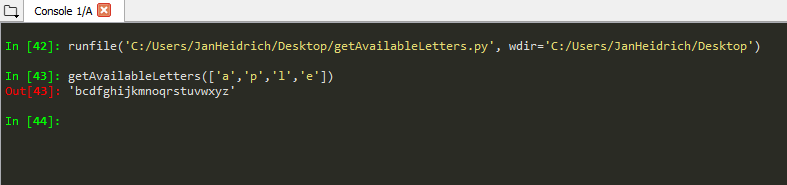 Console 1/A
In [42]: runfile('C:/Users/JanHeidrich/Desktop/getAvailableLetters.py', wdir='C:/Users/JanHeidrich/Desktop')
In [43]: getAvailableLetters(['a','p','l','e'])
Out[43]: 'bcdfghijkmnoqrstuvwxyz'
In [44]: